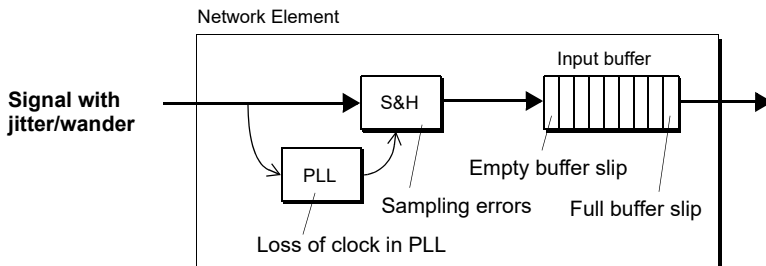 Network Element
Input buffer
Signal with
jitter/wander
S&H
PLL
Empty buffer slip
Sampling errors
Full buffer slip
Loss of clock in PLL